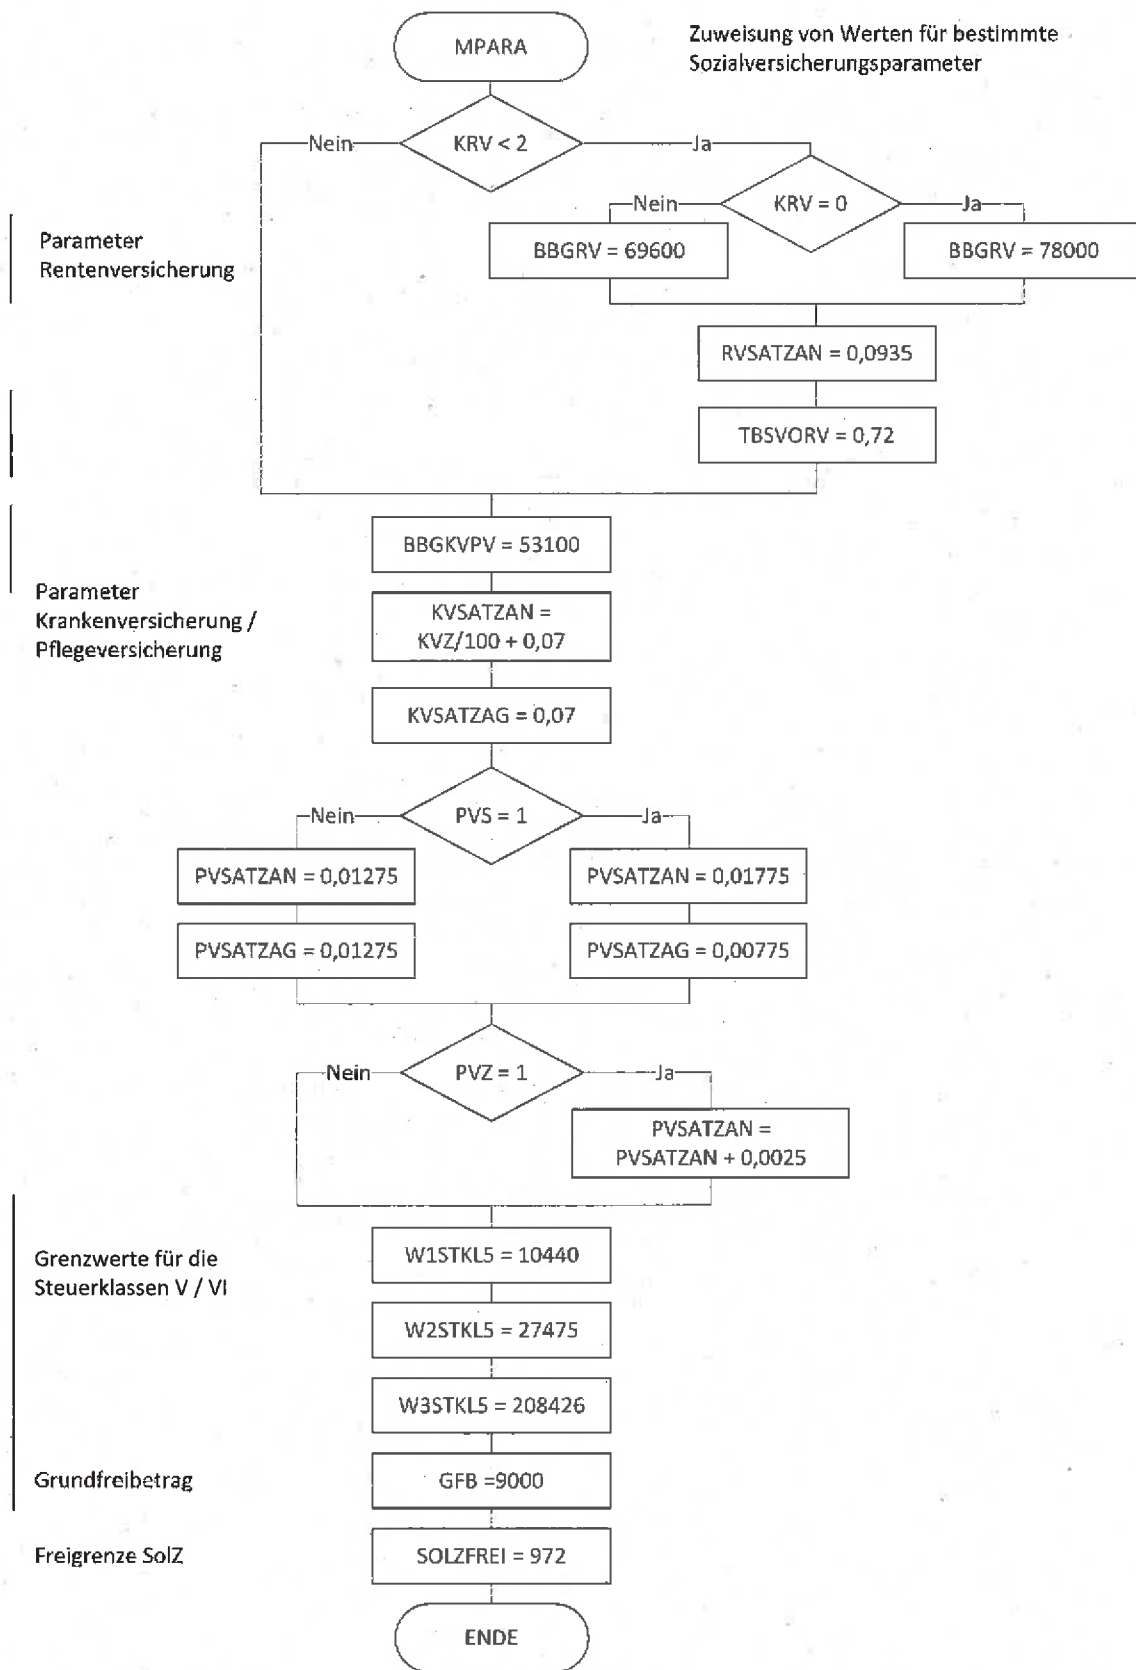 MPARA
Zuweisung von Werten für bestimmte
Sozialversicherungsparameter
Nein
KRV < 2
Ja
Nein
KRV = 0
Ja
Parameter
Rentenversicherung
BBGRV = 69600
BBGRV = 78000
RVSATZAN = 0,0935
TBSVORV = 0,72
BBGKVPV = 53100
Parameter
Krankenversicherung /
Pflegeversicherung
KVSATZAN =
KVZ/100 + 0,07
KVSATZAG = 0,07
Nein
PVS = 1
Ja
PVSATZAN = 0,01275
PVSATZAN = 0,01775
PVSATZAG = 0,01275
PVSATZAG = 0,00775
Nein
PVZ = 1
Ja
PVSATZAN =
PVSATZAN + 0,0025
Grenzwerte für die
Steuerklassen V / VI
W1STKL5 = 10440
W2STKL5 = 27475
W3STKL5 = 208426
Grundfreibetrag
GFB =9000
Freigrenze SolZ
SOLZFREI = 972
ENDE